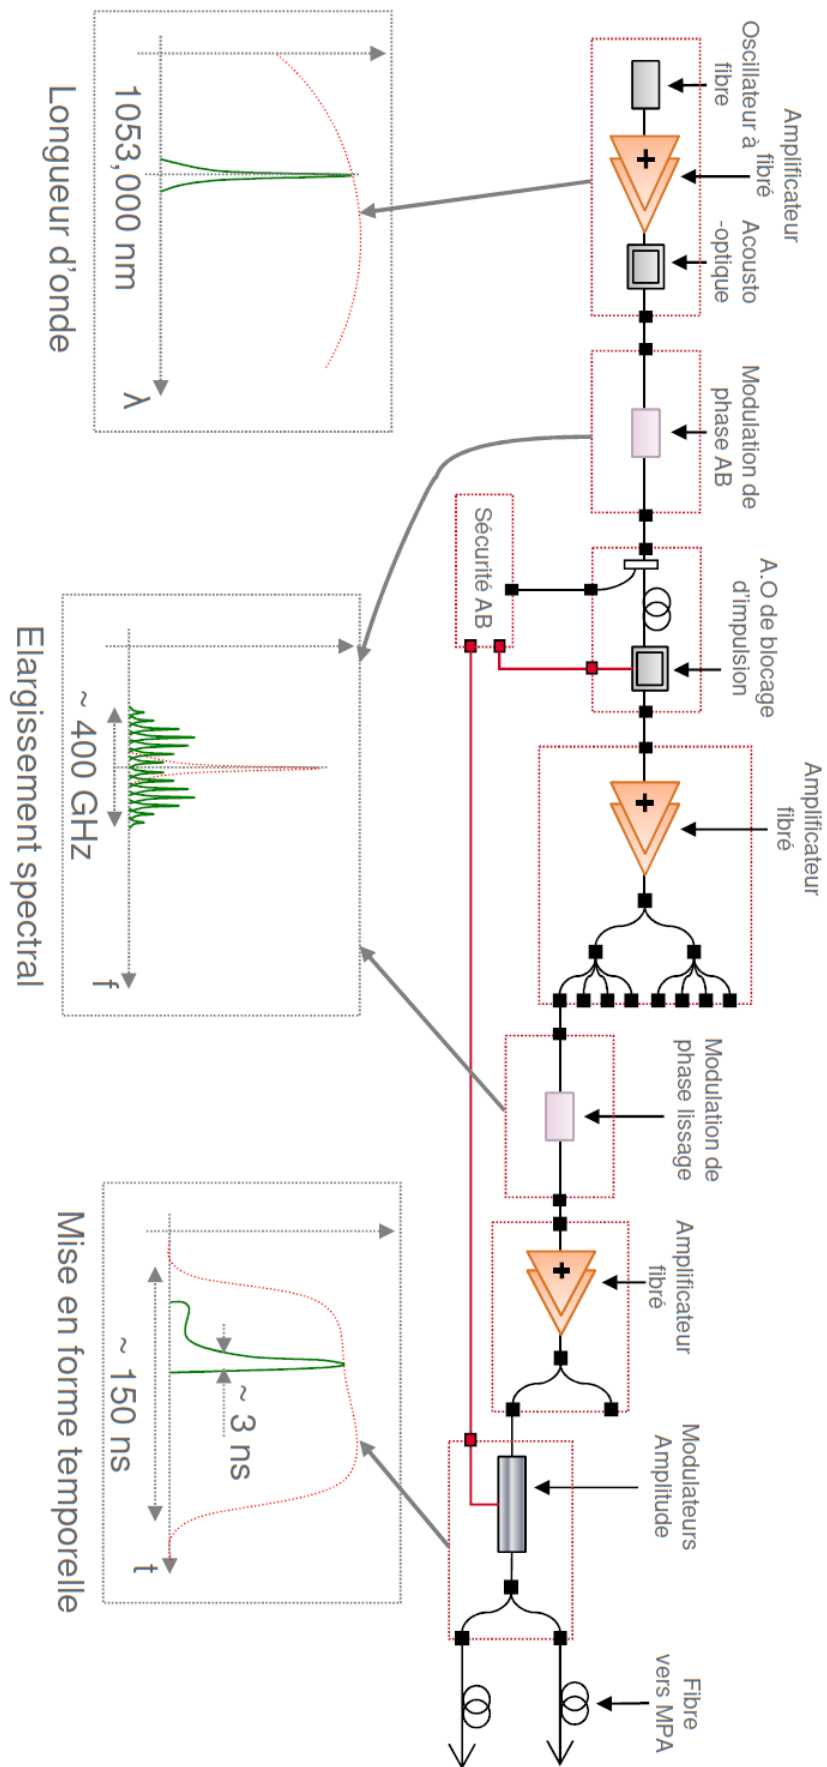 Oscillateur à
fibre
Amplificateur
fibré
Acousto
-optique
Modulation de
phase AB
A.O de blocage
d'impulsion
Amplificateur
fibré
Modulation de
phase lissage
Amplificateur
fibré
Modulateurs
Amplitude
Fibre
vers MPA
Sécurité AB
+
+
+
1053,000 nm
λ
Longueur d'onde
~ 400 GHz
f
Elargissement spectral
~ 3 ns
~ 150 ns
t
Mise en forme temporelle